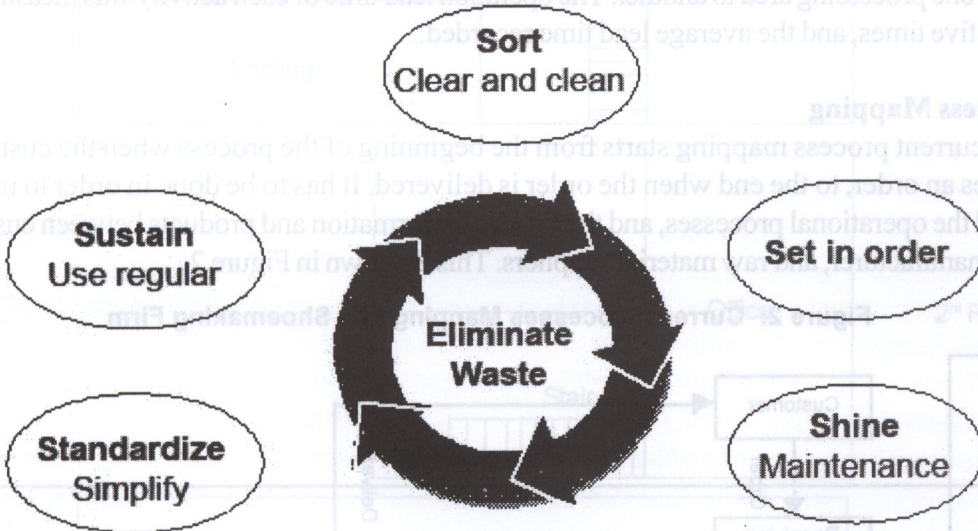 Sort
Clear and clean
Set in order
Shine
Maintenance
Standardize
Simplify
Sustain
Use regular
Eliminate
Waste